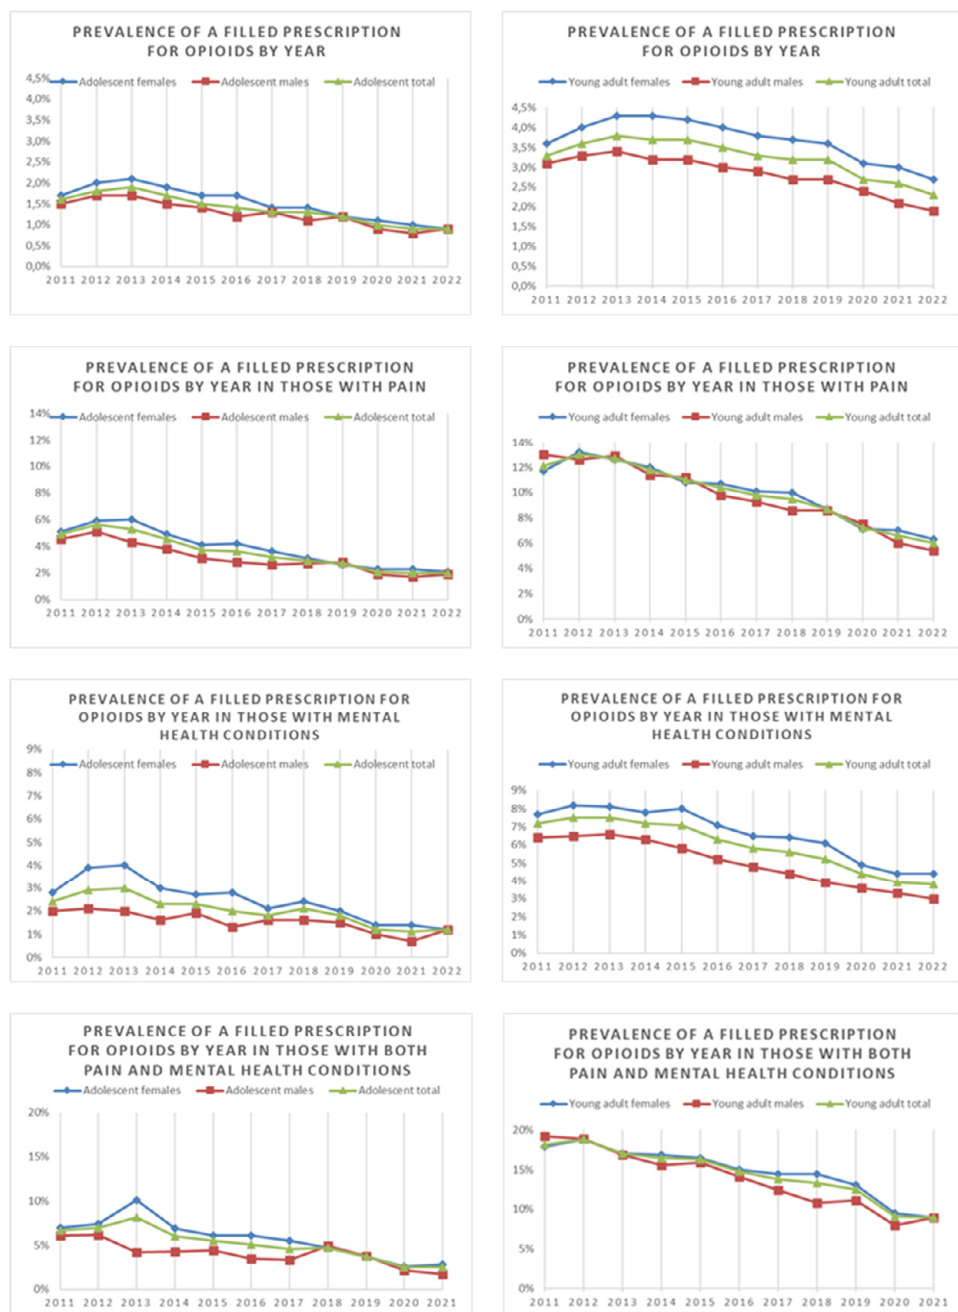 PREVALENCE OF A FILLED PRESCRIPTION
FOR OPIOIDS BY YEAR
4,5%
Adolescent females Adolescent males Adolescent total
4,0%
3,5%
3,0%
2,5%
2,0%
1,5%
1,0%
0,5%
0,0%
2011 2012 2013 2014 2015 2016 2017 2018 2019 2020 2021 2022
PREVALENCE OF A FILLED PRESCRIPTION
FOR OPIOIDS BY YEAR
Young adult females Young adult males Young adult total
4,5%
4,0%
3,5%
3,0%
2,5%
2,0%
1,5%
1,0%
0,5%
0,0%
2011 2012 2013 2014 2015 2016 2017 2018 2019 2020 2021 2022
PREVALENCE OF A FILLED PRESCRIPTION
FOR OPIOIDS BY YEAR IN THOSE WITH PAIN
14%
Adolescent females Adolescent males Adolescent total
12%
10%
8%
6%
4%
2%
0%
2011 2012 2013 2014 2015 2016 2017 2018 2019 2020 2021 2022
PREVALENCE OF A FILLED PRESCRIPTION
FOR OPIOIDS BY YEAR IN THOSE WITH PAIN
Young adult females Young adult males Young adult total
14%
12%
10%
8%
6%
4%
2%
0%
2011 2012 2013 2014 2015 2016 2017 2018 2019 2020 2021 2022
PREVALENCE OF A FILLED PRESCRIPTION FOR
OPIOIDS BY YEAR IN THOSE WITH MENTAL
HEALTH CONDITIONS
9%
Adolescent females Adolescent males Adolescent total
8%
7%
6%
5%
4%
3%
2%
1%
0%
2011 2012 2013 2014 2015 2016 2017 2018 2019 2020 2021 2022
PREVALENCE OF A FILLED PRESCRIPTION FOR
OPIOIDS BY YEAR IN THOSE WITH MENTAL
HEALTH CONDITIONS
Young adult females Young adult males Young adult total
9%
8%
7%
6%
5%
4%
3%
2%
1%
0%
2011 2012 2013 2014 2015 2016 2017 2018 2019 2020 2021 2022
PREVALENCE OF A FILLED PRESCRIPTION
FOR OPIOIDS BY YEAR IN THOSE WITH BOTH
PAIN AND MENTAL HEALTH CONDITIONS
Adolescent females Adolescent males Adolescent total
20%
15%
10%
5%
0%
2011 2012 2013 2014 2015 2016 2017 2018 2019 2020 2021
PREVALENCE OF A FILLED PRESCRIPTION
FOR OPIOIDS BY YEAR IN THOSE WITH BOTH
PAIN AND MENTAL HEALTH CONDITIONS
Young adult females Young adult males Young adult total
20%
15%
10%
5%
0%
2011 2012 2013 2014 2015 2016 2017 2018 2019 2020 2021